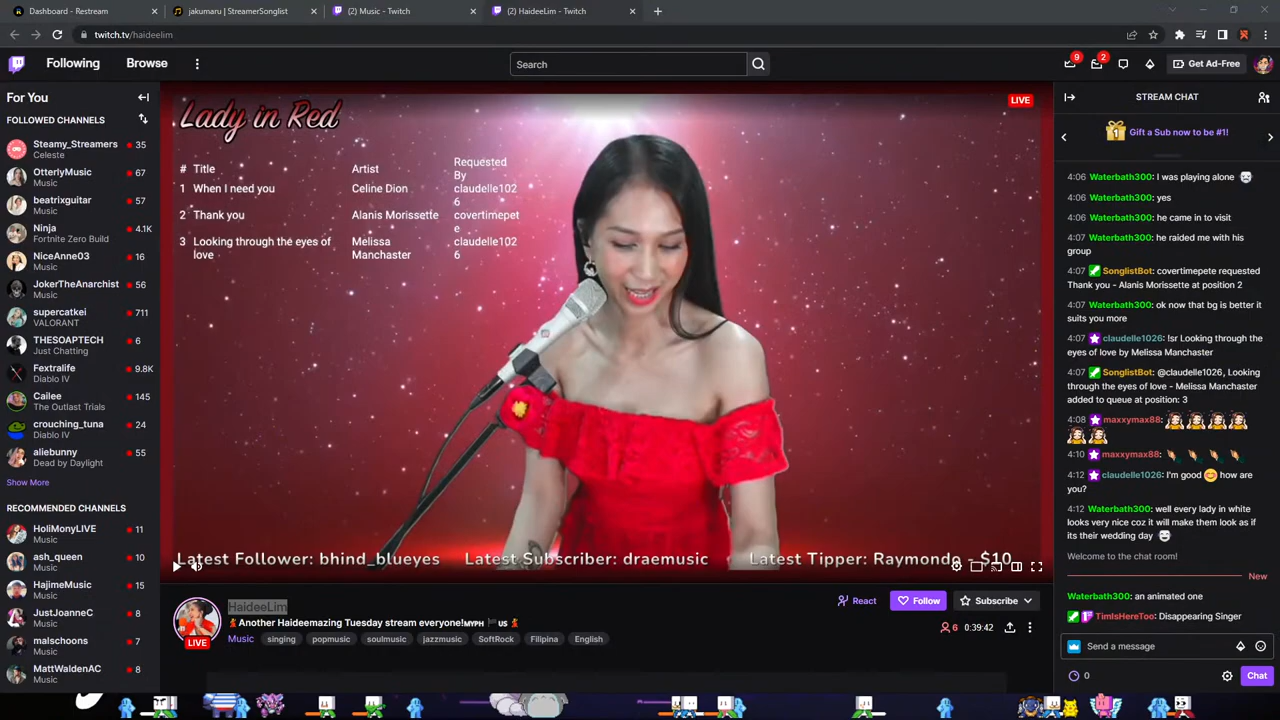 Dashboard - Restream
jakumaru | StreamerSonglist
(2) Music - Twitch
(2) HaideeLim - Twitch
twitch.tv/haideelim
Following
Browse
Search
9
2
Get Ad-Free
For You
FOLLOWED CHANNELS
Steamy_Streamers 35
Celeste
OtterlyMusic 67
Music
beatrixguitar 57
Music
Ninja 4.1K
Fortnite Zero Build
NiceAnne03 16
Music
JokerTheAnarchist 56
Music
supercatkei 711
VALORANT
THESOAPTECH 6
Just Chatting
Fextralife 9.8K
Diablo IV
Cailee 145
The Outlast Trials
crouching_tuna 24
Diablo IV
aliebunny 55
Dead by Daylight
Show More
RECOMMENDED CHANNELS
HoliMonyLIVE 11
Music
ash_queen 10
Music
HajimeMusic 15
Music
JustJoanneC 8
Music
malschoons 7
Music
MattWaldenAC 8
Music
Lady in Red
LIVE
# Title Artist Requested By
1 When I need you Celine Dion claudelle102
6
2 Thank you Alanis Morissette covertimepet
e
3 Looking through the eyes of Melissa claudelle102
love Manchaster 6
Latest Follower: bhind_blueyes Latest Subscriber: draemusic Latest Tipper: Raymondo - $10
LIVE
HaideeLim
Another Haideemazing Tuesday stream everyone!MYPH US
Music singing popmusic soulmusic jazzmusic SoftRock Filipina English
React
Follow
Subscribe
6 0:39:42
STREAM CHAT
1 Gift a Sub now to be #1!
4:06 Waterbath300: I was playing alone
4:06 Waterbath300: yes
4:06 Waterbath300: he came in to visit
4:07 Waterbath300: he raided me with his
group
4:07 SonglistBot: covertimepete requested
Thank you - Alanis Morissette at position 2
4:07 Waterbath300: ok now that bg is better it
suits you more
4:07 claudelle1026: !sr Looking through the
eyes of love by Melissa Manchaster
4:07 SonglistBot: @claudelle1026, Looking
through the eyes of love - Melissa Manchaster
added to queue at position: 3
4:08 maxxymax88:
4:10 maxxymax88:
4:12 claudelle1026: I'm good how are
you?
4:12 Waterbath300: well every lady in white
looks very nice coz it will make them look as if
its their wedding day
Welcome to the chat room!
New
Waterbath300: an animated one
TimIsHereToo: Disappearing Singer
Send a message
0
Chat